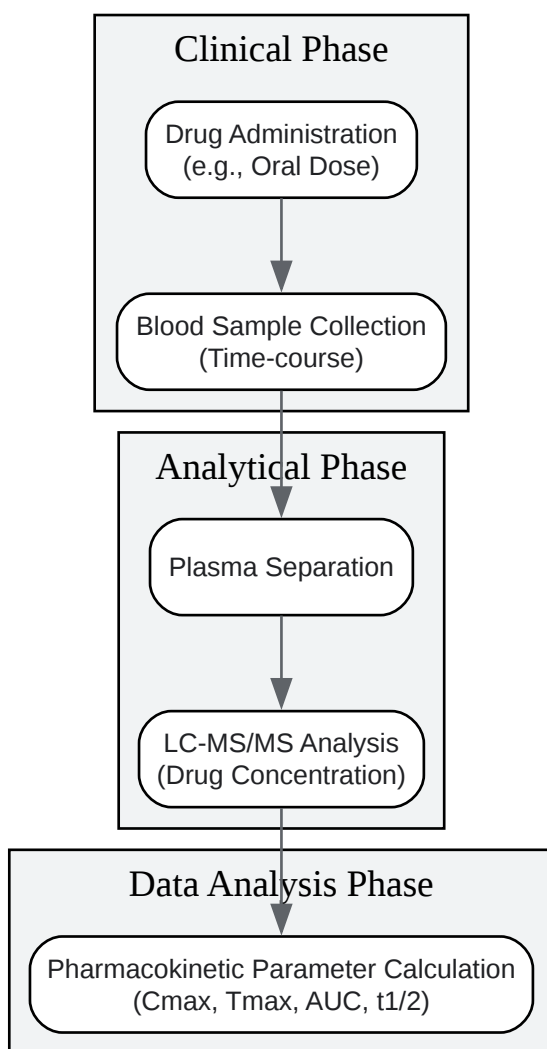 Clinical Phase
Drug Administration
(e.g., Oral Dose)
Blood Sample Collection
(Time-course)
Analytical Phase
Plasma Separation
LC-MS/MS Analysis
(Drug Concentration)
Data Analysis Phase
Pharmacokinetic Parameter Calculation
(Cmax, Tmax, AUC, t1/2)